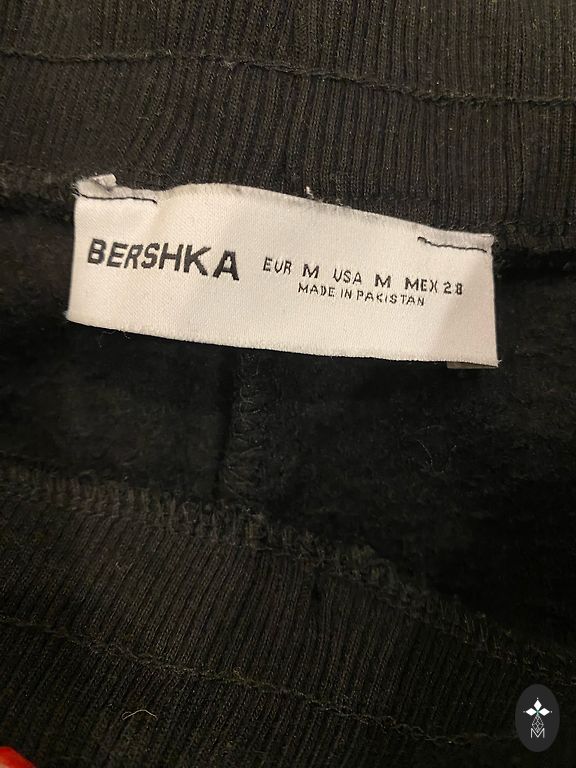 BERSHKA EUR M USA M MEX 28
MADE IN PAKISTAN
M